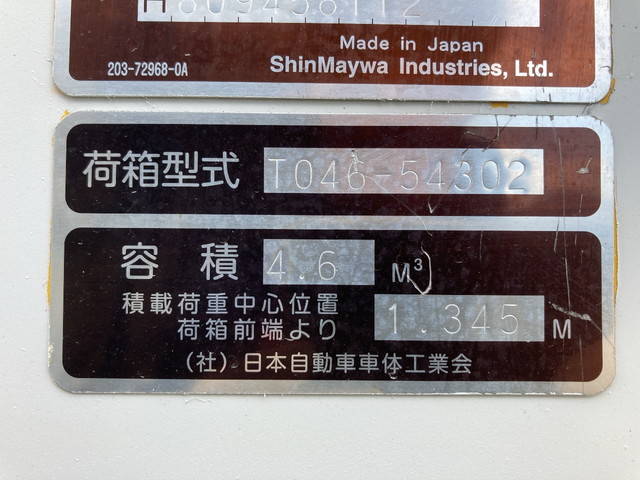 Made in Japan
203-72968-0A ShinMaywa Industries, Ltd.
荷箱型式 T046-54302
容積 4.6 M³
積載荷重中心位置
荷箱前端より 1.345 M
(社)日本自動車車体工業会